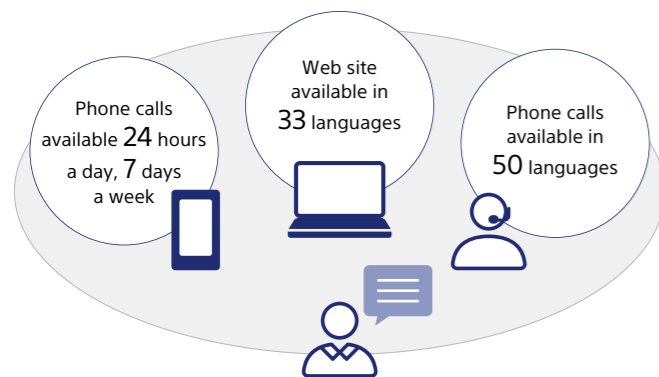 Phone calls
available 24 hours
a day, 7 days
a week
Web site
available in
33 languages
Phone calls
available in
50 languages